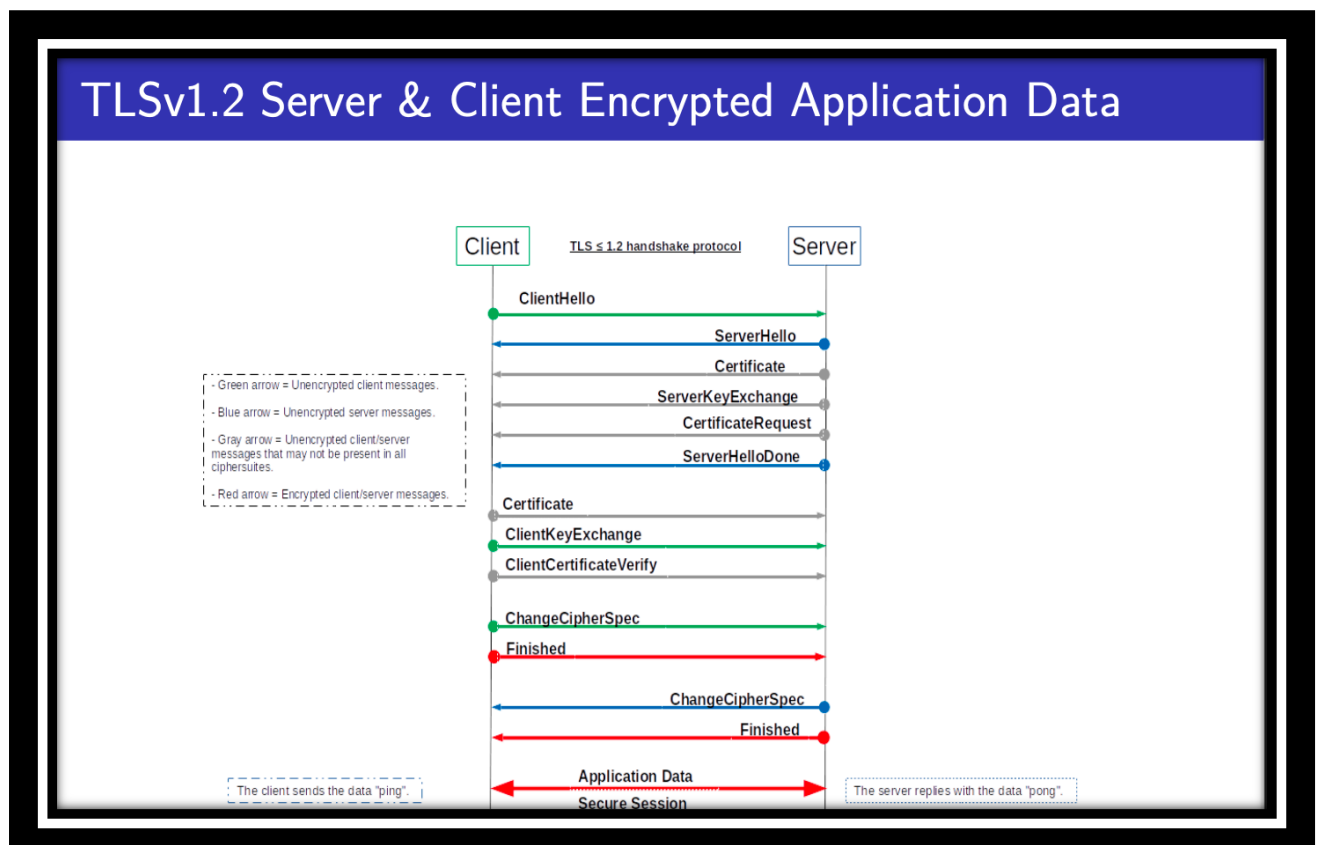 TLSv1.2 Server & Client Encrypted Application Data
Client
TLS ≤ 1.2 handshake protocol
Server
ClientHello
ServerHello
Certificate
ServerKeyExchange
CertificateRequest
ServerHelloDone
- Green arrow = Unencrypted client messages.
- Blue arrow = Unencrypted server messages.
- Gray arrow = Unencrypted client/server
messages that may not be present in all
ciphersuites.
- Red arrow = Encrypted client/server messages.
Certificate
ClientKeyExchange
ClientCertificateVerify
ChangeCipherSpec
Finished
ChangeCipherSpec
Finished
Application Data
The client sends the data "ping".
The server replies with the data "pong".
Secure Session